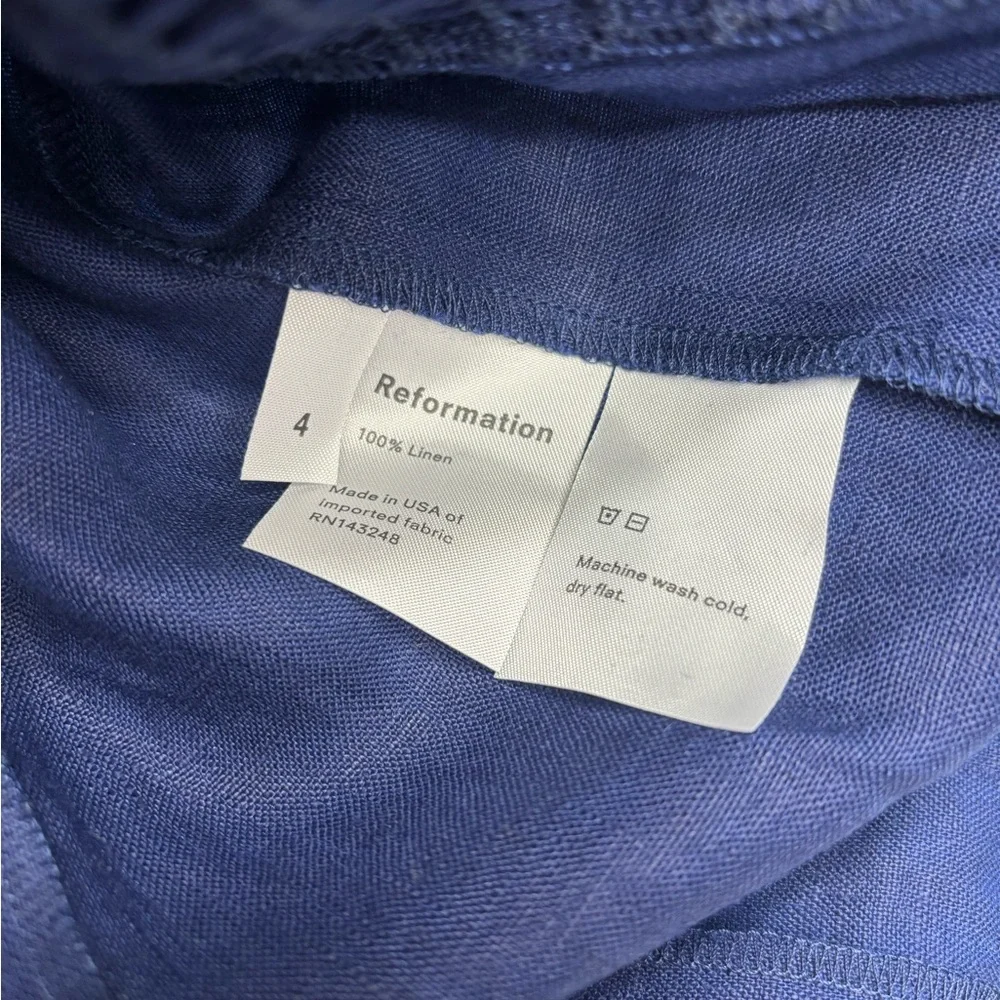 4
Reformation
100% Linen
Made in USA of
imported fabric
RN143248
Machine wash cold,
dry flat.